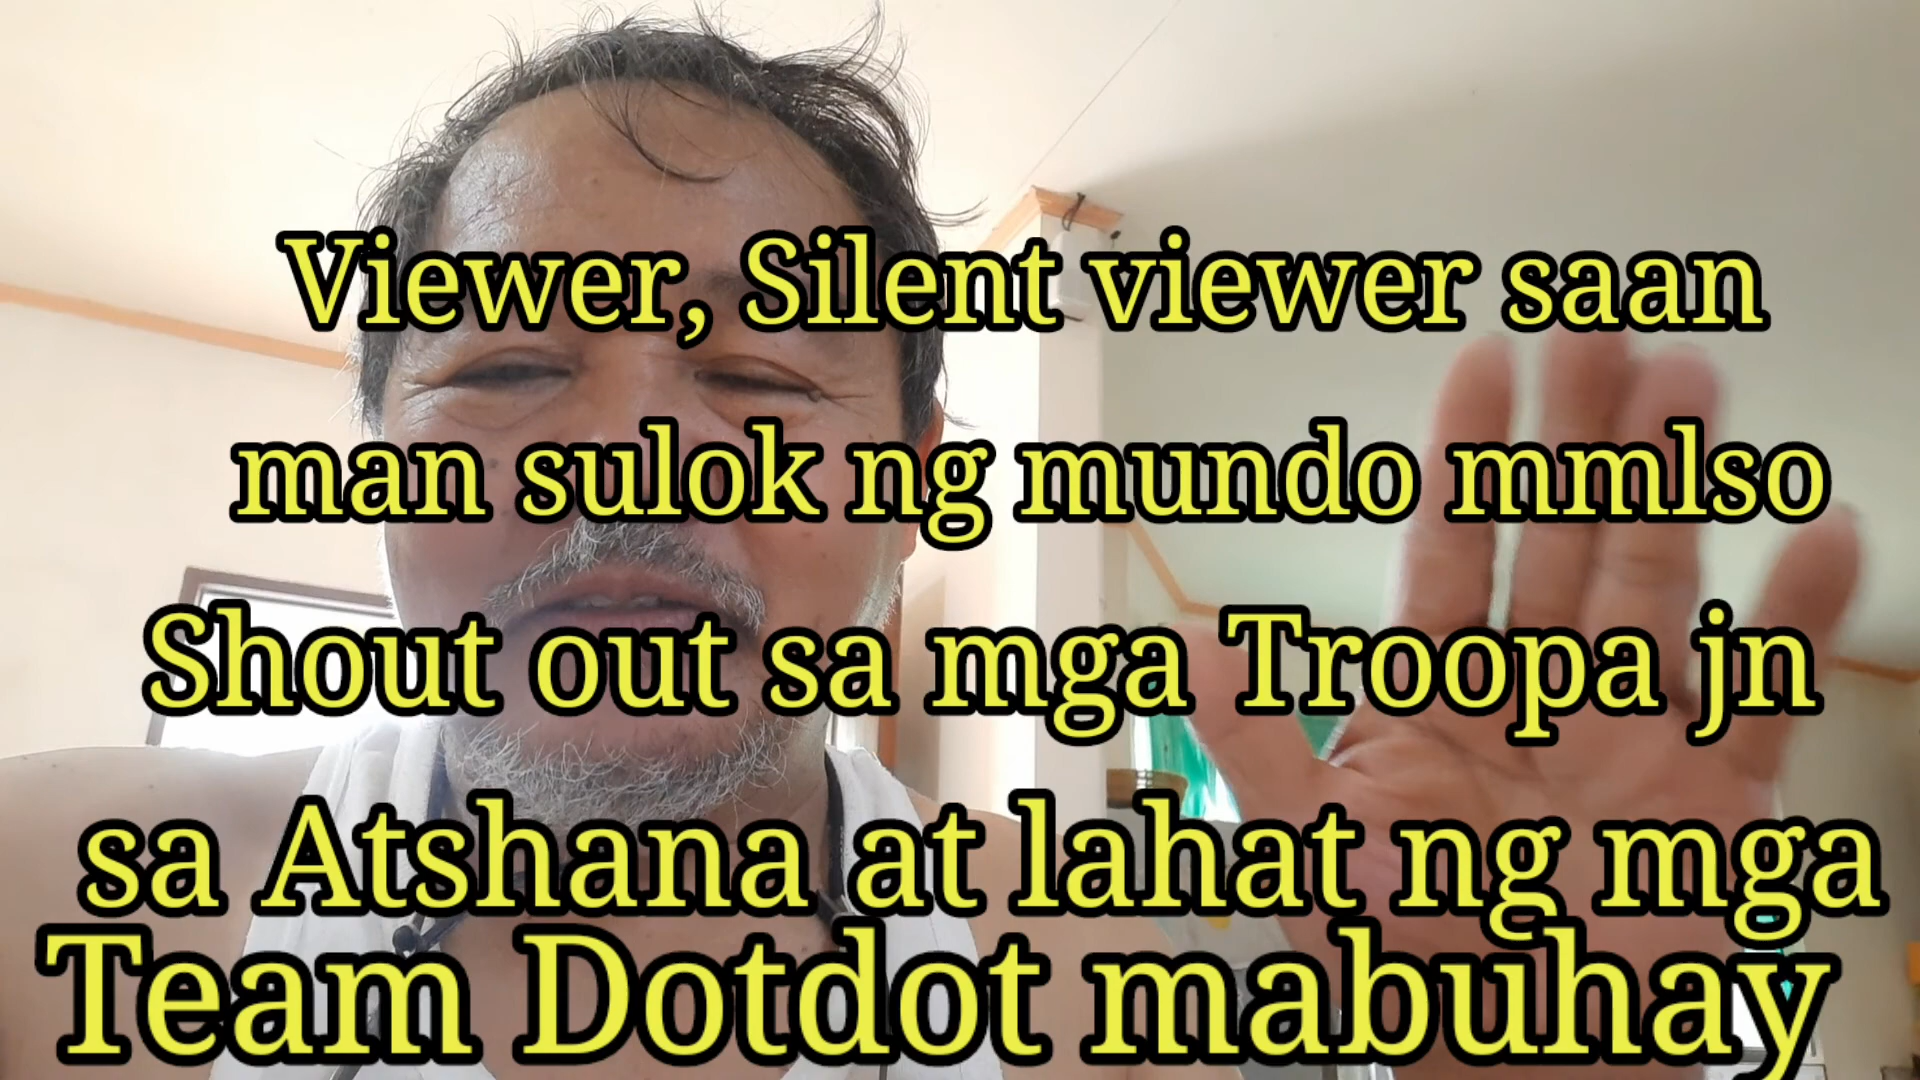 Viewer, Silent viewer saan
man sulok ng mundo mmlso
Shout out sa mga Troopa jn
sa Atshana at lahat ng mga
Team Dotdot mabuhay